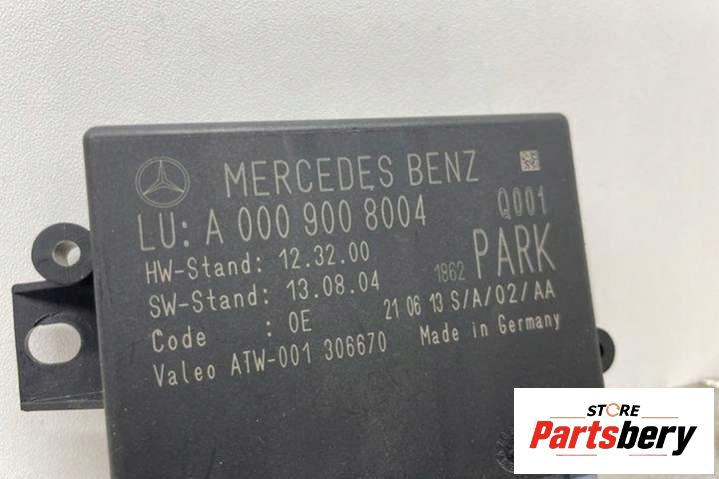 MERCEDES BENZ
LU: A 000 900 8004
Q001
HW-Stand: 12.32.00
1862 PARK
SW-Stand: 13.08.04
21 06 13 S/A/02/AA
Code : 0E
Made in Germany
Valeo ATW-001 306670
STORE
Partsbery